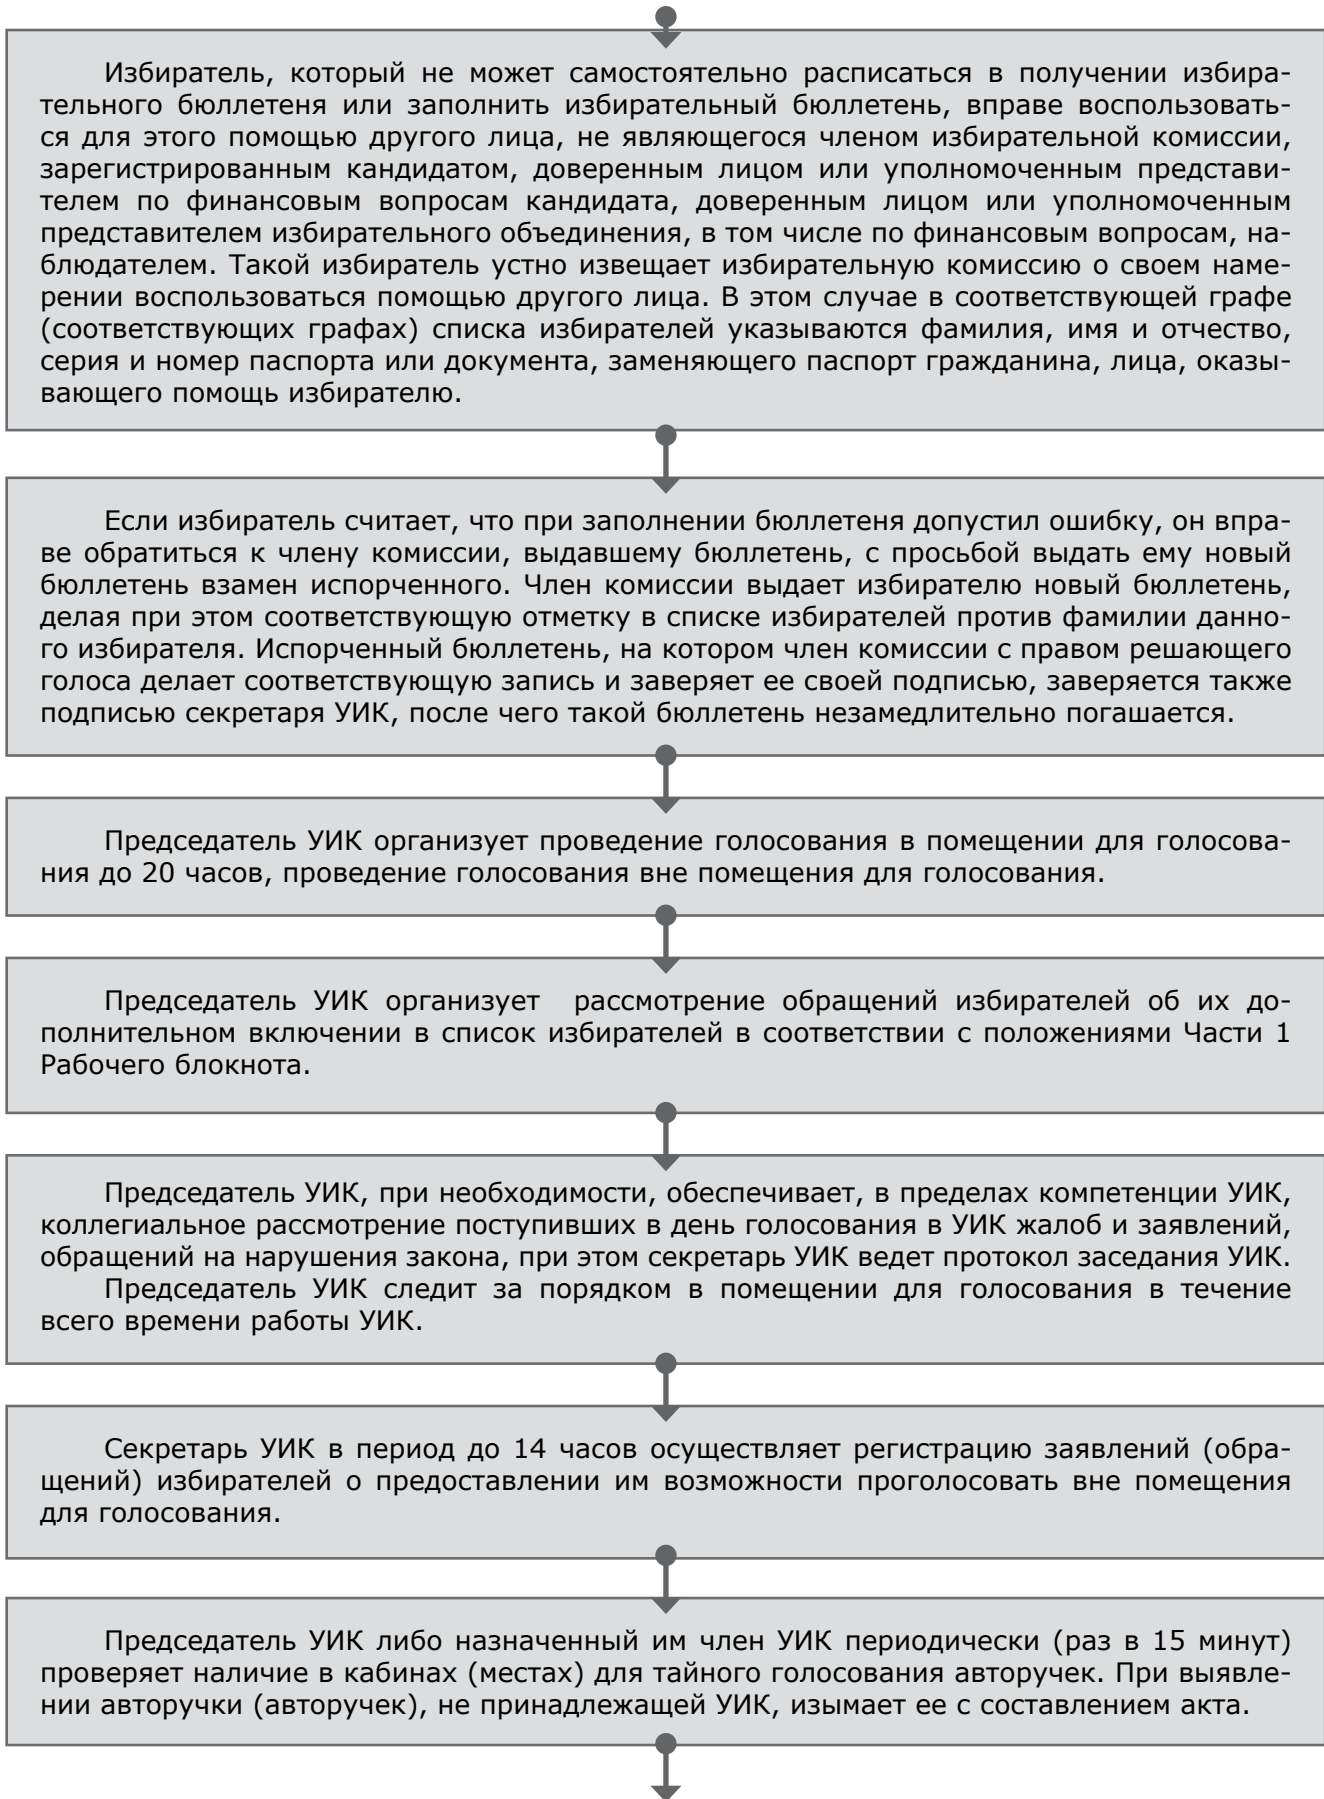 Избиратель, который не может самостоятельно расписаться в получении избира-
тельного бюллетеня или заполнить избирательный бюллетень, вправе воспользовать-
ся для этого помощью другого лица, не являющегося членом избирательной комиссии,
зарегистрированным кандидатом, доверенным лицом или уполномоченным представи-
телем по финансовым вопросам кандидата, доверенным лицом или уполномоченным
представителем избирательного объединения, в том числе по финансовым вопросам, на-
блюдателем. Такой избиратель устно извещает избирательную комиссию о своем наме-
рении воспользоваться помощью другого лица. В этом случае в соответствующей графе
(соответствующих графах) списка избирателей указываются фамилия, имя и отчество,
серия и номер паспорта или документа, заменяющего паспорт гражданина, лица, оказы-
вающего помощь избирателю.
Если избиратель считает, что при заполнении бюллетеня допустил ошибку, он впра-
ве обратиться к члену комиссии, выдавшему бюллетень, с просьбой выдать ему новый
бюллетень взамен испорченного. Член комиссии выдает избирателю новый бюллетень,
делая при этом соответствующую отметку в списке избирателей против фамилии данно-
го избирателя. Испорченный бюллетень, на котором член комиссии с правом решающего
голоса делает соответствующую запись и заверяет ее своей подписью, заверяется также
подписью секретаря УИК, после чего такой бюллетень незамедлительно погашается.
Председатель УИК организует проведение голосования в помещении для голосова-
ния до 20 часов, проведение голосования вне помещения для голосования.
Председатель УИК организует рассмотрение обращений избирателей об их до-
полнительном включении в список избирателей в соответствии с положениями Части 1
Рабочего блокнота.
Председатель УИК, при необходимости, обеспечивает, в пределах компетенции УИК,
коллегиальное рассмотрение поступивших в день голосования в УИК жалоб и заявлений,
обращений на нарушения закона, при этом секретарь УИК ведет протокол заседания УИК.
Председатель УИК следит за порядком в помещении для голосования в течение
всего времени работы УИК.
Секретарь УИК в период до 14 часов осуществляет регистрацию заявлений (обра-
щений) избирателей о предоставлении им возможности проголосовать вне помещения
для голосования.
Председатель УИК либо назначенный им член УИК периодически (раз в 15 минут)
проверяет наличие в кабинах (местах) для тайного голосования авторучек. При выявле-
нии авторучки (авторучек), не принадлежащей УИК, изымает ее с составлением акта.